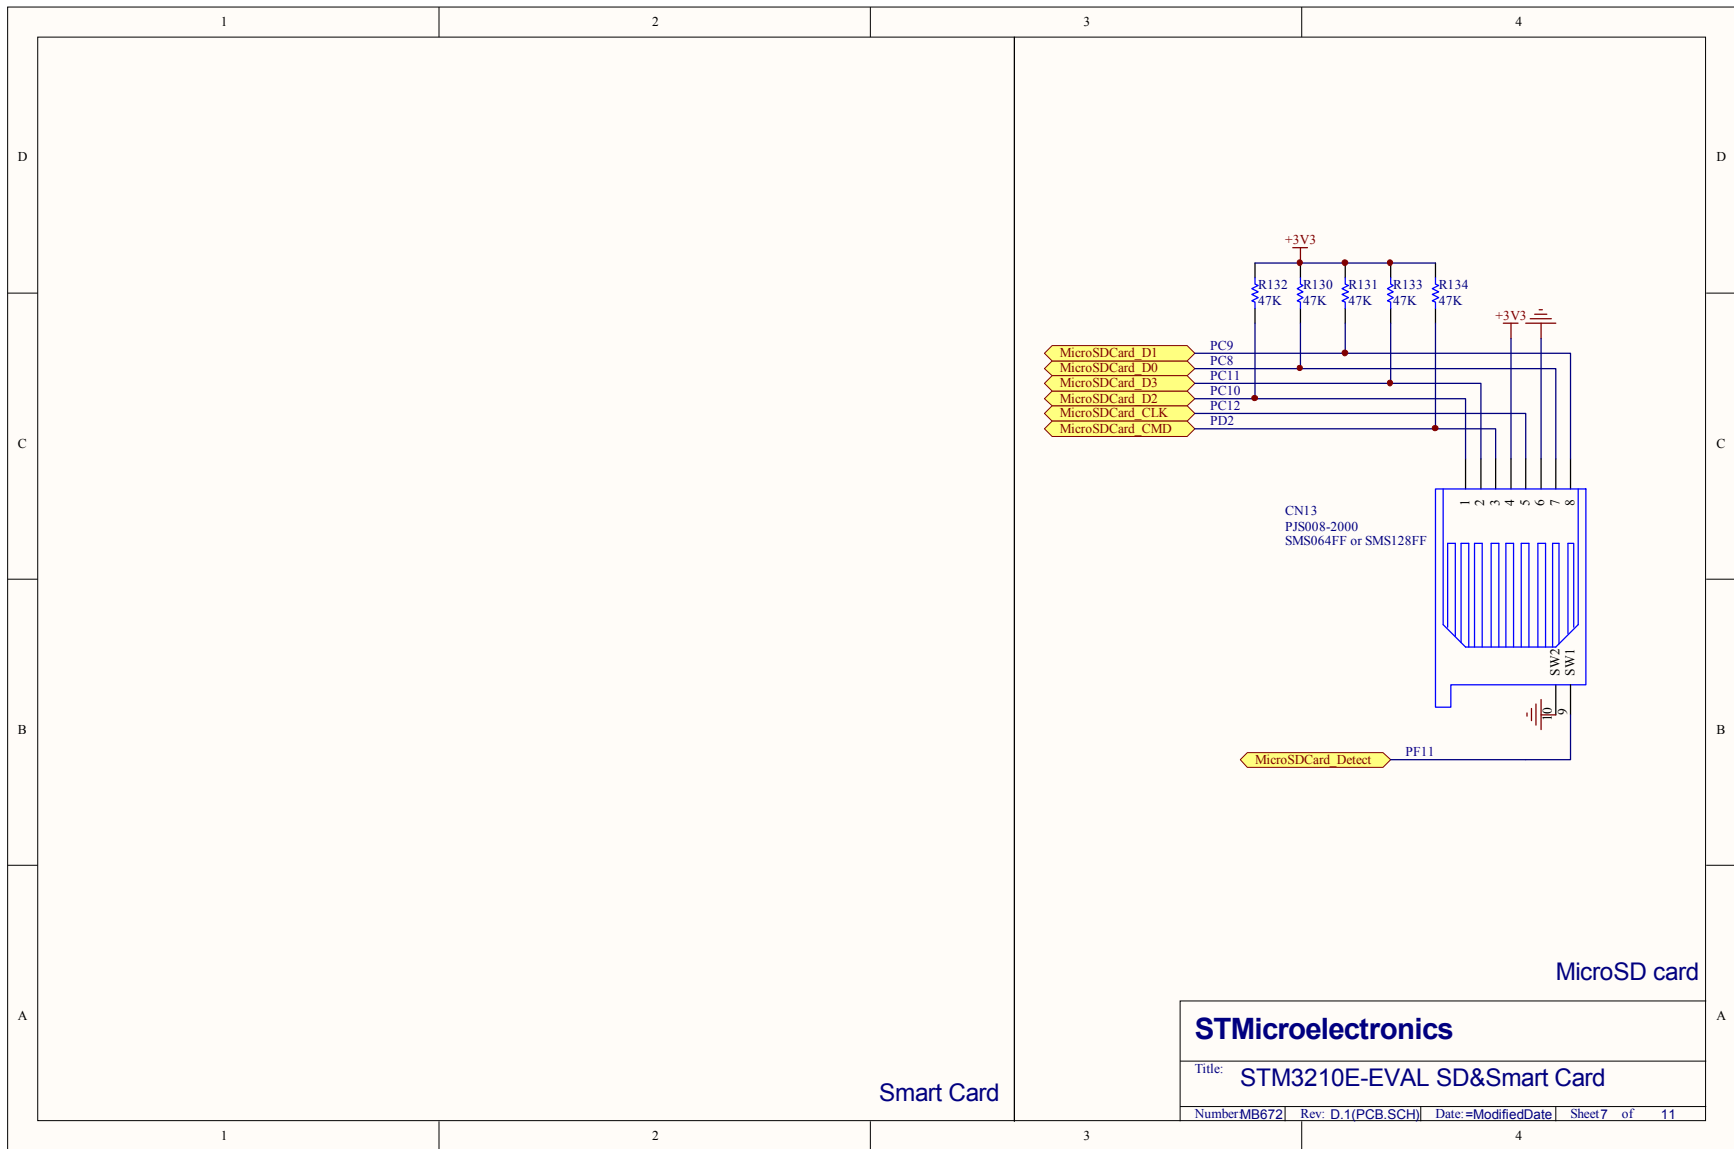 1 2 3 4
D D
+3V3
R132 R130 R131 R133 R134
47K 47K 47K 47K 47K
+3V3
MicroSDCard_D1 PC9
MicroSDCard_D0 PC8
MicroSDCard_D3 PC11
MicroSDCard_D2 PC10
MicroSDCard_CLK PC12
MicroSDCard_CMD PD2
C C
1 2 3 4 5 6 7 8
CN13
PJS008-2000
SMS064FF or SMS128FF
SW2 SW1
10 9
B B
MicroSDCard_Detect PF11
MicroSD card
A A
STMicroelectronics
Title: STM3210E-EVAL SD&Smart Card
Smart Card
Number:MB672 Rev: D.1(PCB.SCH) Date:=ModifiedDate Sheet7 of 11
1 2 3 4